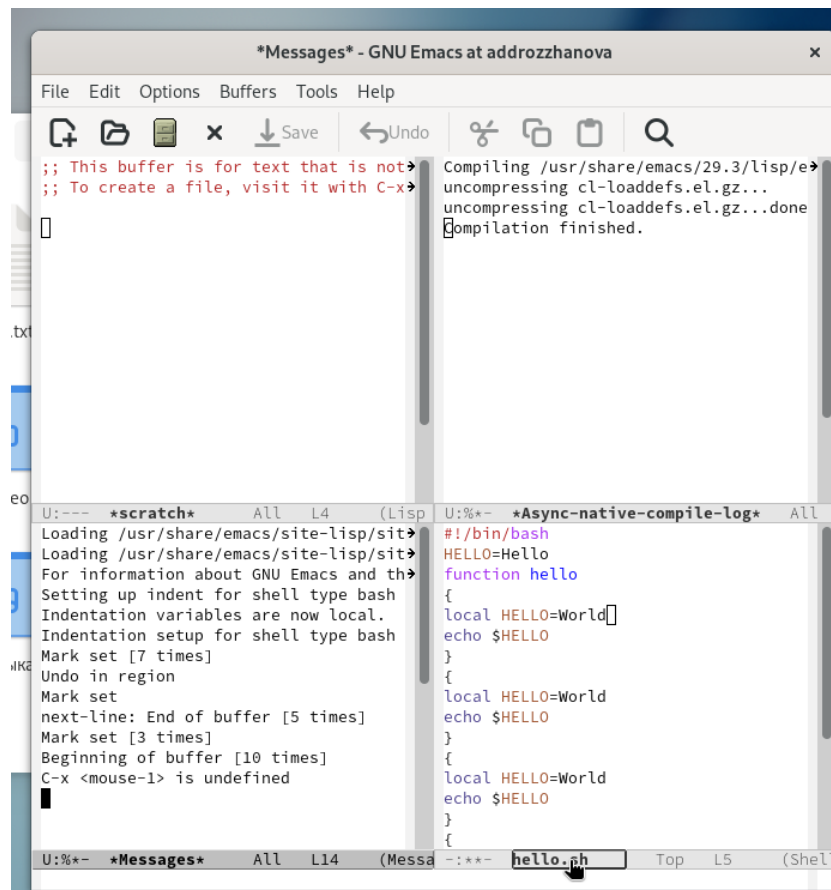 *Messages* - GNU Emacs at addrozzhanova
File Edit Options Buffers Tools Help
Save Undo
;; This buffer is for text that is not
;; To create a file, visit it with C-x
U:--- *scratch* All L4 (Lisp
Compiling /usr/share/emacs/29.3/lisp/e
uncompressing cl-loaddefs.el.gz...
uncompressing cl-loaddefs.el.gz...done
Compilation finished.
U:%*- *Async-native-compile-log* All
Loading /usr/share/emacs/site-lisp/sit
Loading /usr/share/emacs/site-lisp/sit
For information about GNU Emacs and th
Setting up indent for shell type bash
Indentation variables are now local.
Indentation setup for shell type bash
Mark set [7 times]
Undo in region
Mark set
next-line: End of buffer [5 times]
Mark set [3 times]
Beginning of buffer [10 times]
C-x <mouse-1> is undefined
U:%*- *Messages* All L14 (Messa
#!/bin/bash
HELLO=Hello
function hello
{
local HELLO=World
echo $HELLO
}
{
local HELLO=World
echo $HELLO
}
{
local HELLO=World
echo $HELLO
}
{
-:**- hello.sh Top L5 (Shel
.txt